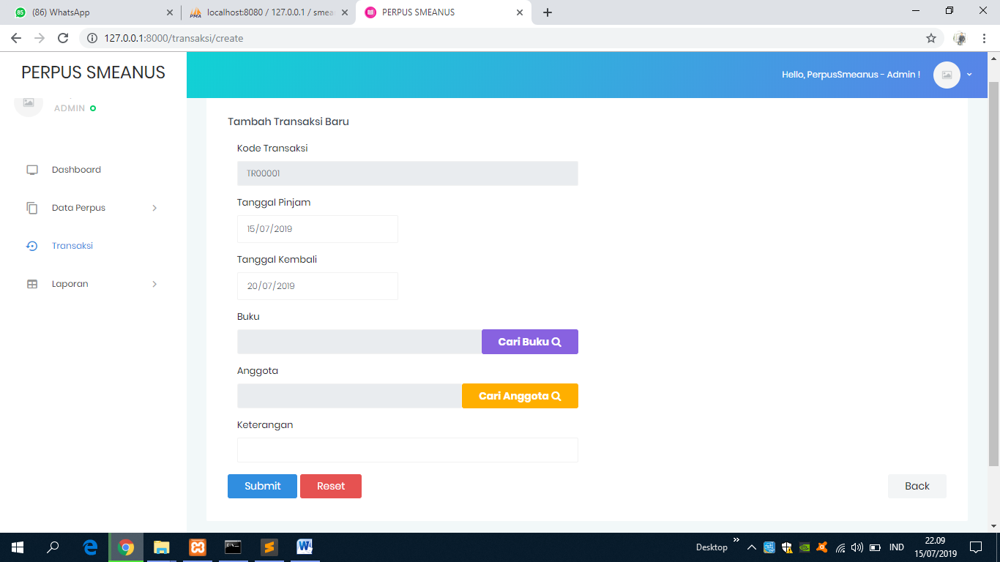 (86) WhatsApp
localhost:8080 / 127.0.0.1 / smea
PERPUS SMEANUS
127.0.0.1:8000/transaksi/create
PERPUS SMEANUS
Hello, PerpusSmeanus - Admin !
ADMIN
Dashboard
Data Perpus
Transaksi
Laporan
Tambah Transaksi Baru
Kode Transaksi
TR00001
Tanggal Pinjam
15/07/2019
Tanggal Kembali
20/07/2019
Buku
Cari Buku
Anggota
Cari Anggota
Keterangan
Submit
Reset
Back
Desktop
IND
22.09
15/07/2019